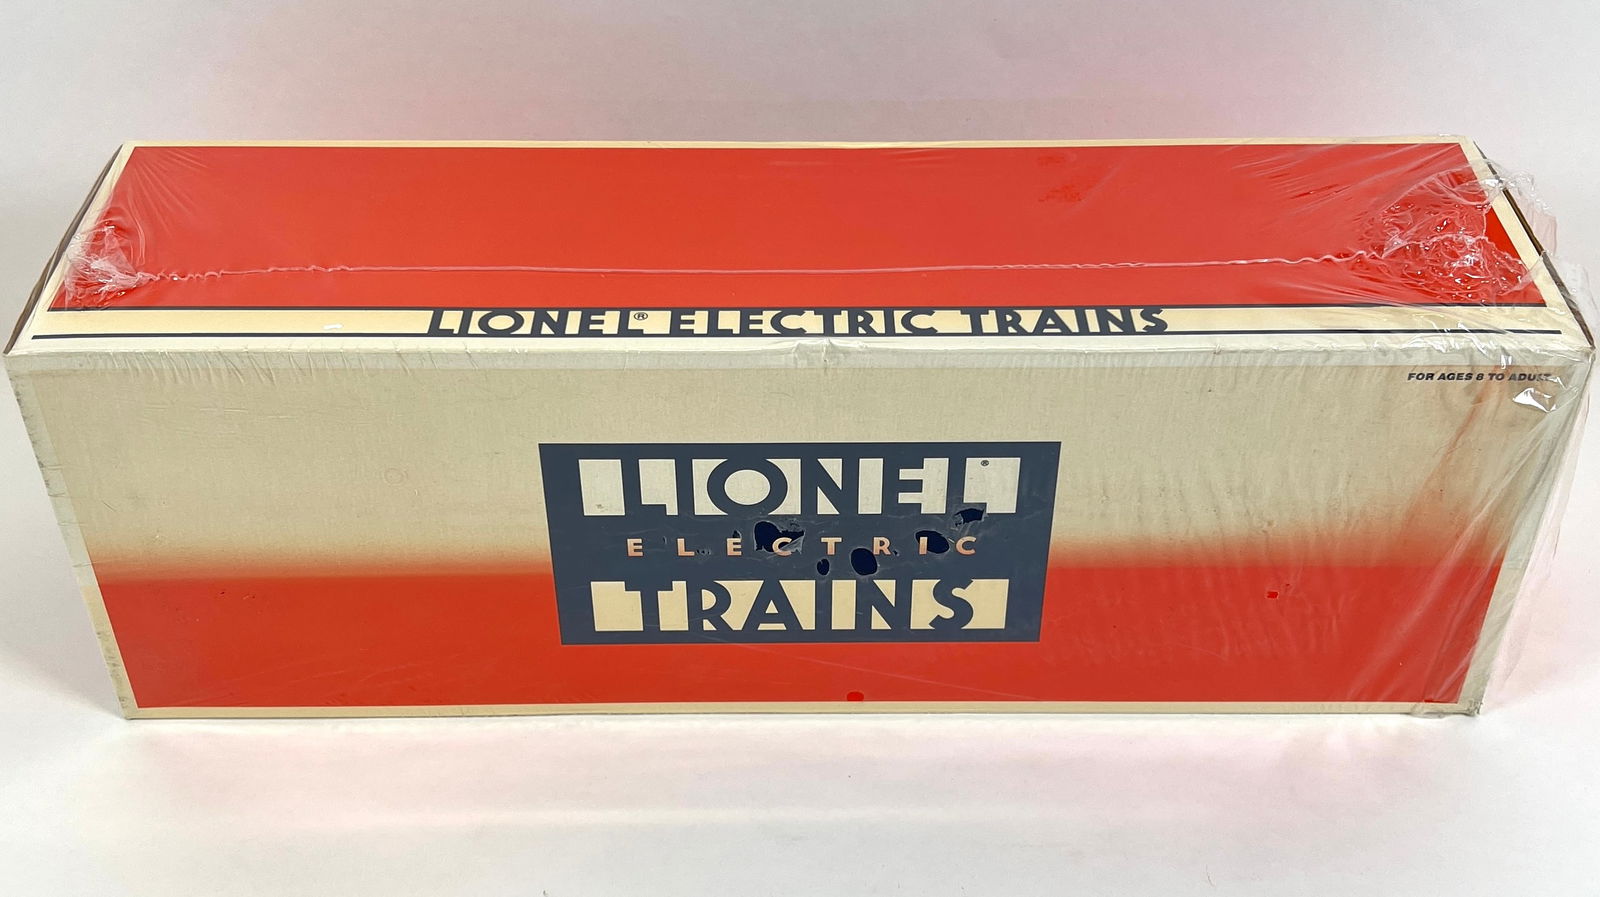 LIONEL® ELECTRIC TRAINS
FOR AGES 8 TO ADULT
LIONEL®
ELECTRIC
TRAINS